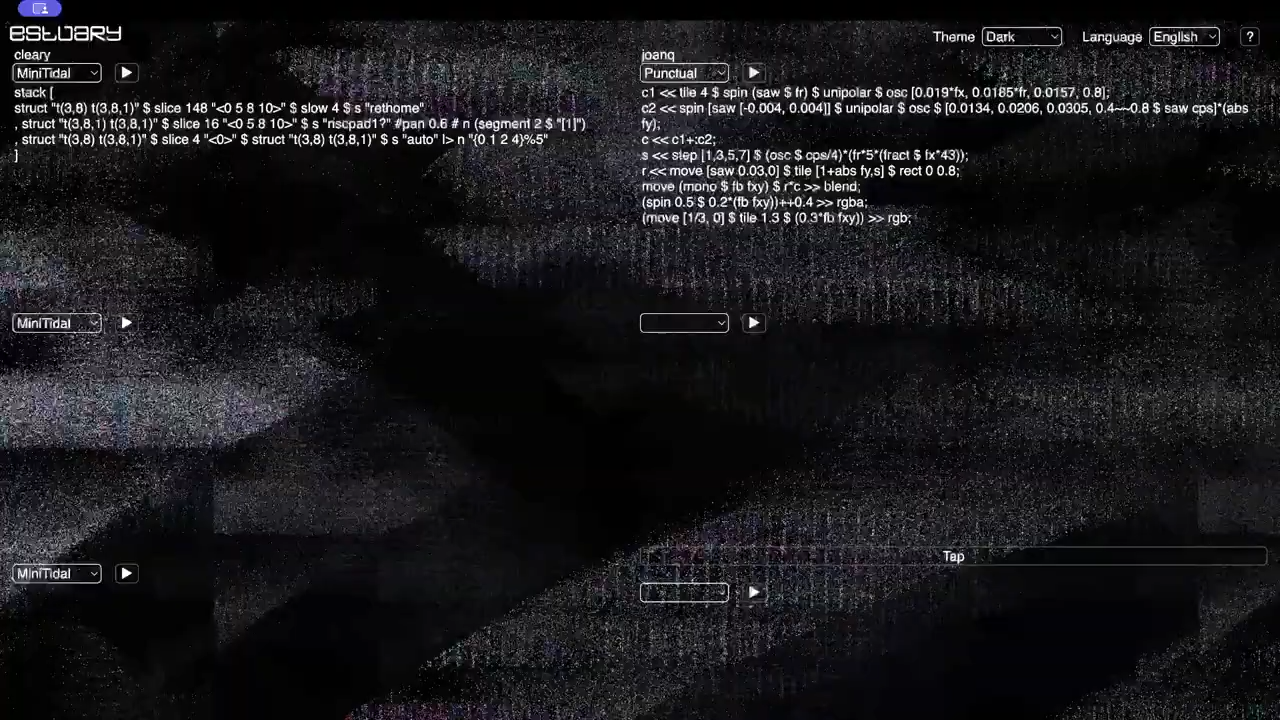 ESTUARY
Theme Dark Language English ?
cleary
MiniTidal
stack [
struct "t(3,8) t(3,8,1)" $ slice 148 "<0 5 8 10>" $ slow 4 $ s "rethome"
, struct "t(3,8,1) t(3,8,1)" $ slice 16 "<0 5 8 10>" $ s "riscpad1?" #pan 0.6 # n (segment 2 $ "[1]")
, struct "t(3,8) t(3,8,1)" $ slice 4 "<0>" $ struct "t(3,8) t(3,8,1)" $ s "auto" |> n "{0 1 2 4}%5"
]
joanq
Punctual
c1 << tile 4 $ spin (saw $ fr) $ unipolar $ osc [0.019*fx, 0.0185*fr, 0.0157, 0.8];
c2 << spin [saw [-0.004, 0.004]] $ unipolar $ osc $ [0.0134, 0.0206, 0.0305, 0.4~~0.8 $ saw cps]*(abs
fy);
c << c1+:c2;
s << step [1,3,5,7] $ (osc $ cps/4)*(fr*5*(fract $ fx*43));
r << move [saw 0.03,0] $ tile [1+abs fy,s] $ rect 0 0.8;
move (mono $ fb fxy) $ r*c >> blend;
(spin 0.5 $ 0.2*(fb fxy))++0.4 >> rgba;
(move [1/3, 0] $ tile 1.3 $ (0.3*fb fxy)) >> rgb;
MiniTidal
Tap
MiniTidal